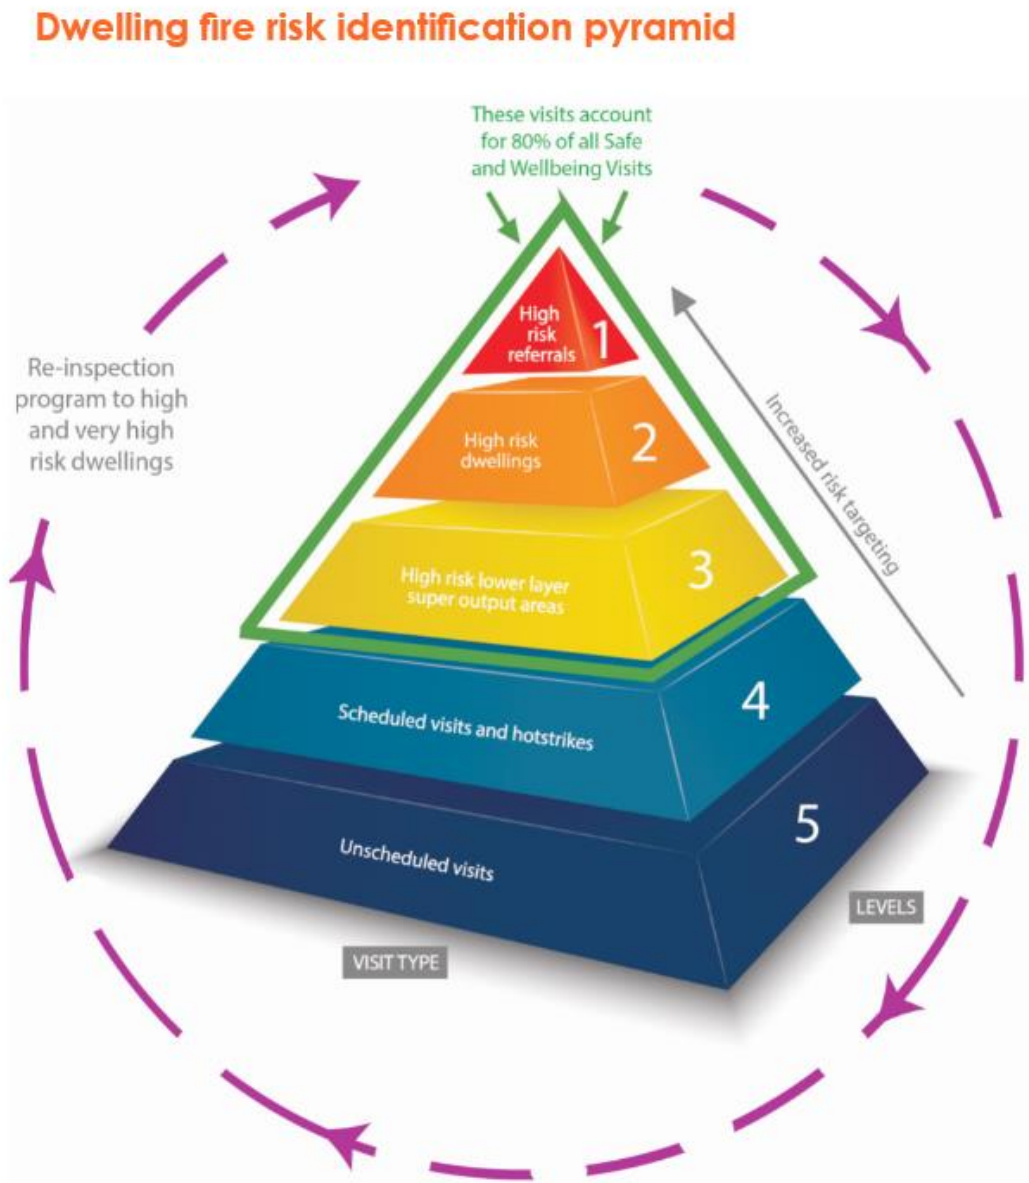 Dwelling fire risk identification pyramid
These visits account
for 80% of all Safe
and Wellbeing Visits
High
risk
referrals
1
Re-inspection
program to high
and very high
risk dwellings
High risk
dwellings
2
Increased risk targeting
High risk lower layer
super output areas
3
Scheduled visits and hotstrikes
4
Unscheduled visits
5
LEVELS
VISIT TYPE